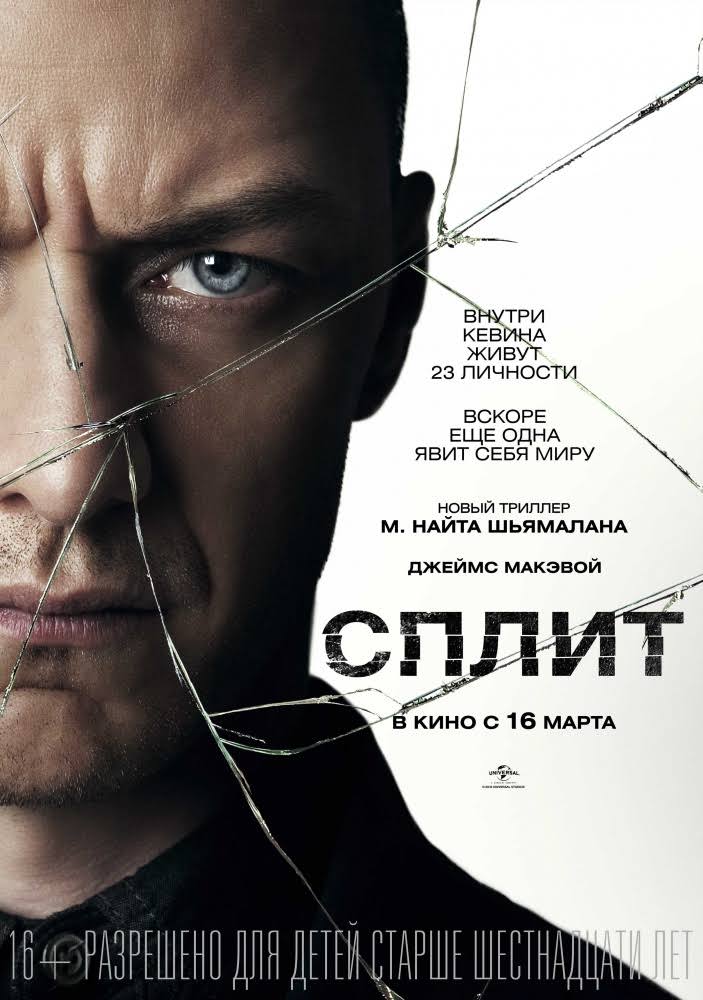 ВНУТРИ
КЕВИНА
ЖИВУТ
23 ЛИЧНОСТИ
ВСКОРЕ
ЕЩЕ ОДНА
ЯВИТ СЕБЯ МИРУ
НОВЫЙ ТРИЛЛЕР
М. НАЙТА ШЬЯМАЛАНА
ДЖЕЙМС МАКЭВОЙ
СПЛИТ
В КИНО С 16 МАРТА
UNIVERSAL
16+ РАЗРЕШЕНО ДЛЯ ДЕТЕЙ СТАРШЕ ШЕСТНАДЦАТИ ЛЕТ